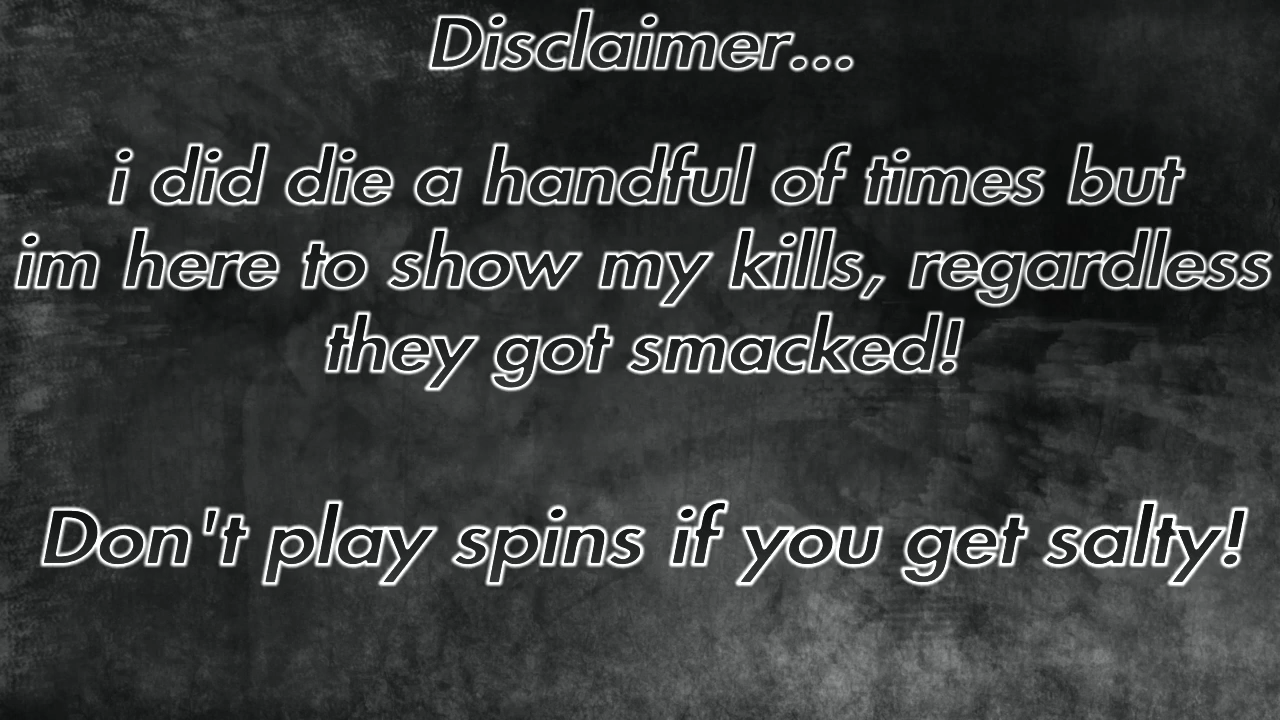 Disclaimer...
i did die a handful of times but
im here to show my kills, regardless
they got smacked!
Don't play spins if you get salty!